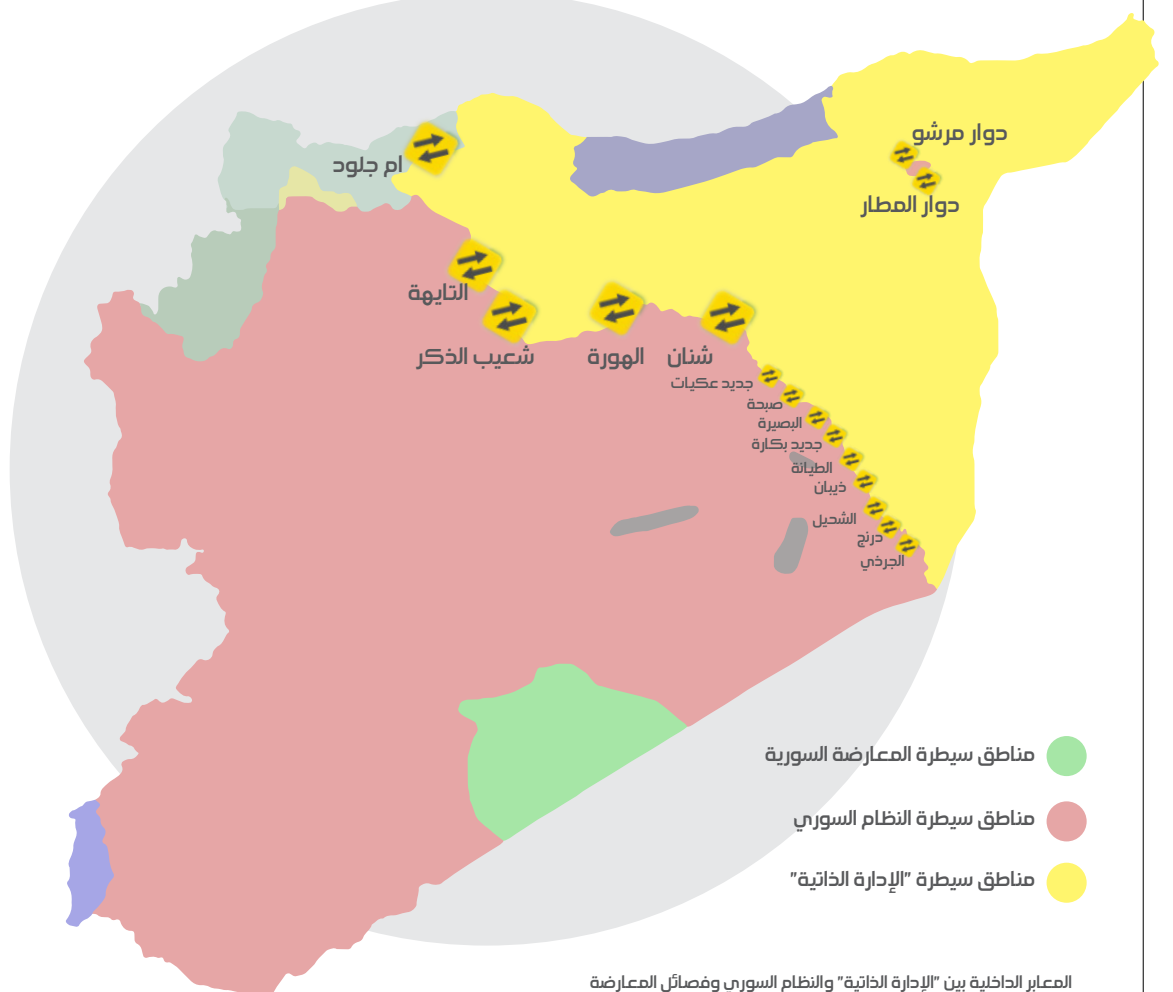 دوار مرشو
ام جلود
دوار المطار
التايهة
شعيب الذكر
الهورة
شنان
جديد عكيات
صبحة
البصيرة
جديد بكارة
الطيانة
ذيبان
الشحيل
درنج
الجرذي
مناطق سيطرة المعارضة السورية
مناطق سيطرة النظام السوري
مناطق سيطرة "الإدارة الذاتية"
المعابر الداخلية بين "الإدارة الذاتية" والنظام السوري وفصائل المعارضة